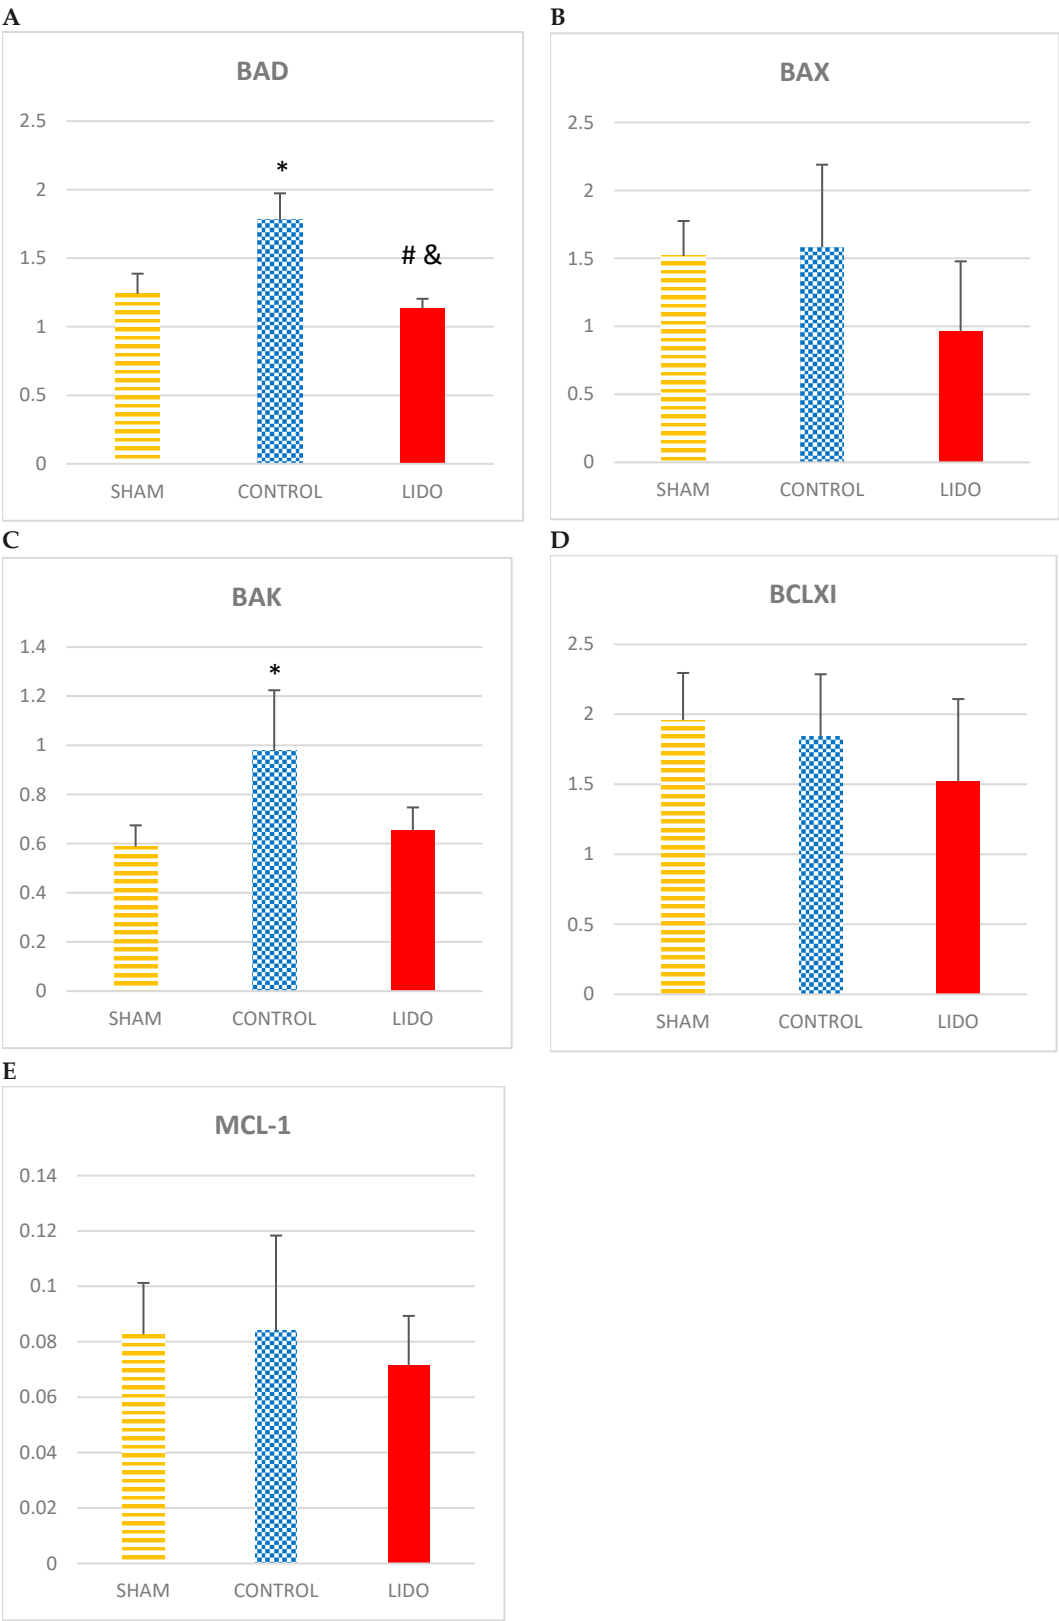 A
BAD
2.5
2
1.5
1
0.5
0
*
# &
SHAM CONTROL LIDO
B
BAX
2.5
2
1.5
1
0.5
0
SHAM CONTROL LIDO
C
BAK
1.4
1.2
1
0.8
0.6
0.4
0.2
0
*
SHAM CONTROL LIDO
D
BCLXI
2.5
2
1.5
1
0.5
0
SHAM CONTROL LIDO
E
MCL-1
0.14
0.12
0.1
0.08
0.06
0.04
0.02
0
SHAM CONTROL LIDO